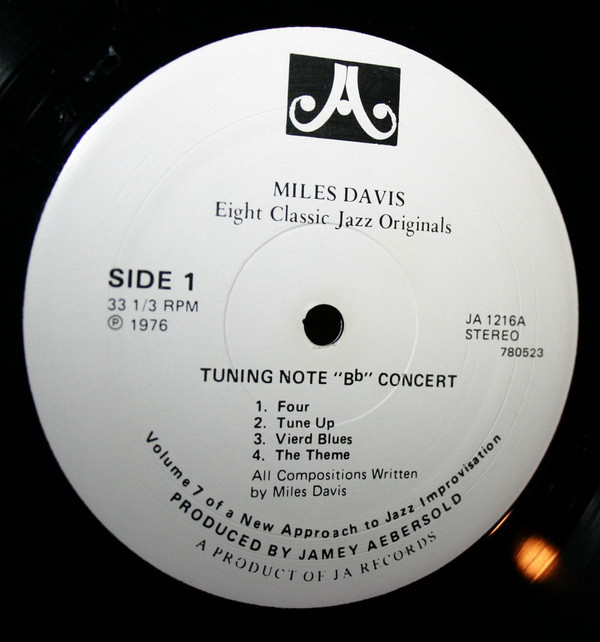 MILES DAVIS
Eight Classic Jazz Originals
SIDE 1
33 1/3 RPM
℗ 1976
JA 1216A
STEREO
780523
TUNING NOTE "Bb" CONCERT
1. Four
2. Tune Up
3. Vierd Blues
4. The Theme
All Compositions Written
by Miles Davis
Volume 7 of a New Approach to Jazz Improvisation
PRODUCED BY JAMEY AEBERSOLD
A PRODUCT OF JA RECORDS